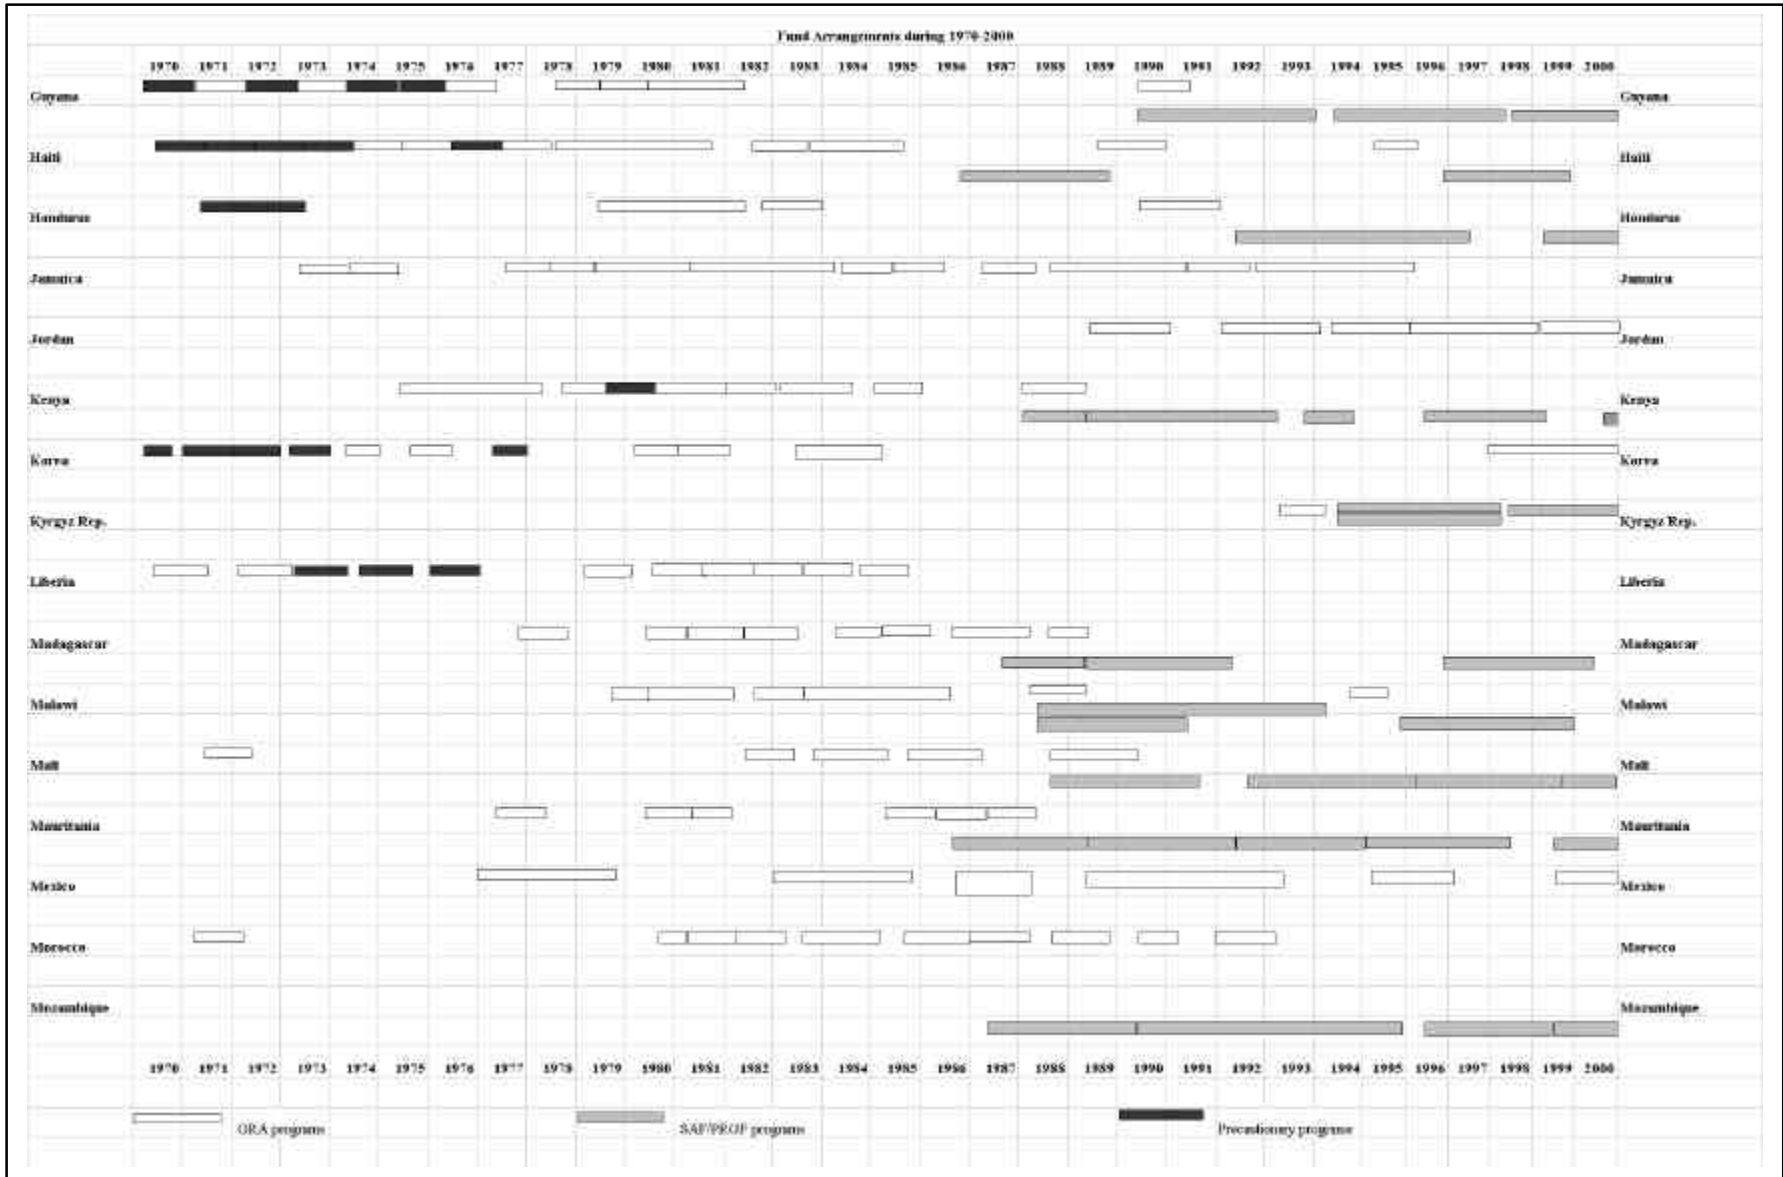 Fund Arrangements during 1970-2000
1970 1971 1972 1973 1974 1975 1976 1977 1978 1979 1980 1981 1982 1983 1984 1985 1986 1987 1988 1989 1990 1991 1992 1993 1994 1995 1996 1997 1998 1999 2000
Guyana Guyana
Haiti Haiti
Honduras Honduras
Jamaica Jamaica
Jordan Jordan
Kenya Kenya
Korea Korea
Kyrgyz Rep. Kyrgyz Rep.
Liberia Liberia
Madagascar Madagascar
Malawi Malawi
Mali Mali
Mauritania Mauritania
Mexico Mexico
Morocco Morocco
Mozambique Mozambique
1970 1971 1972 1973 1974 1975 1976 1977 1978 1979 1980 1981 1982 1983 1984 1985 1986 1987 1988 1989 1990 1991 1992 1993 1994 1995 1996 1997 1998 1999 2000
GRA programs SAF/PRGF programs Precautionary programs